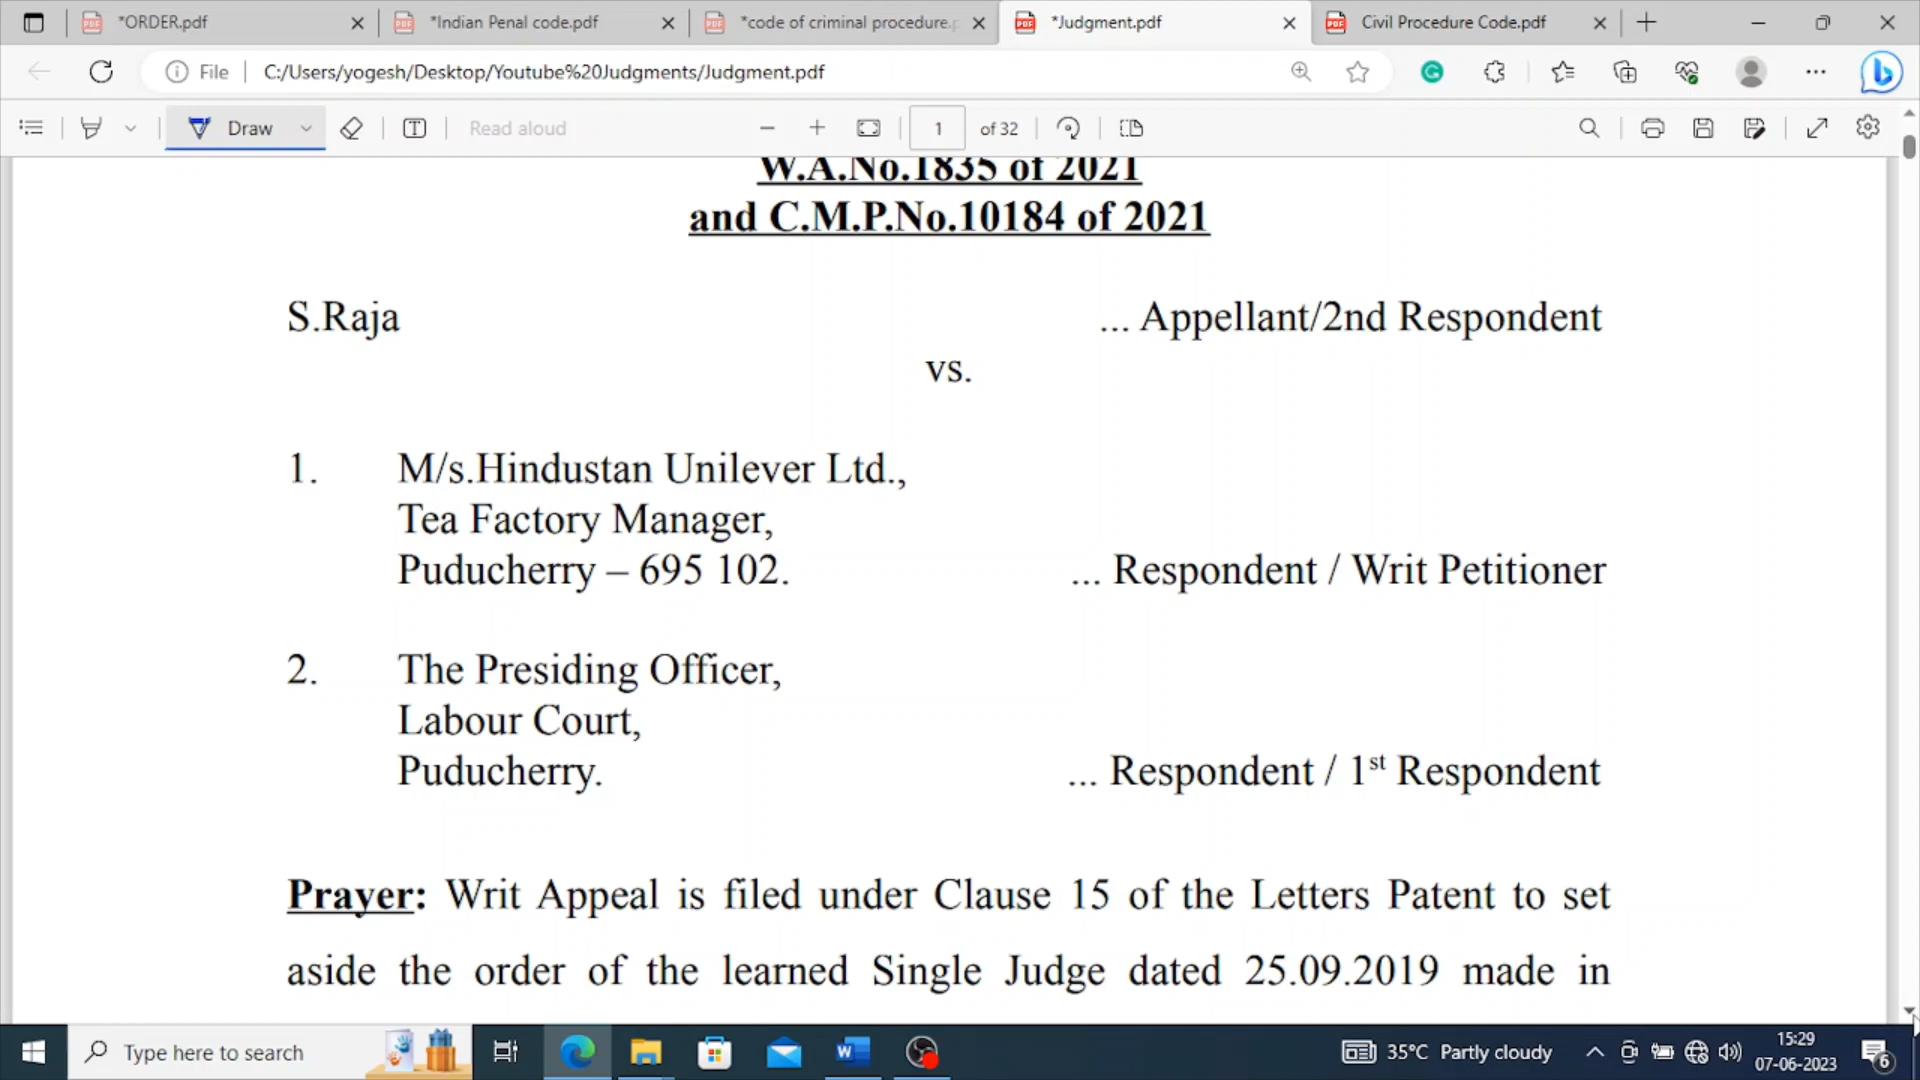 *ORDER.pdf
*Indian Penal code.pdf
*code of criminal procedure.p
*Judgment.pdf
Civil Procedure Code.pdf
File
C:/Users/yogesh/Desktop/Youtube%20Judgments/Judgment.pdf
Draw
Read aloud
1
of 32
W.A.No.1835 of 2021
and C.M.P.No.10184 of 2021
S.Raja ... Appellant/2nd Respondent
vs.
1. M/s.Hindustan Unilever Ltd.,
Tea Factory Manager,
Puducherry – 695 102. ... Respondent / Writ Petitioner
2. The Presiding Officer,
Labour Court,
Puducherry. ... Respondent / 1st Respondent
Prayer: Writ Appeal is filed under Clause 15 of the Letters Patent to set
aside the order of the learned Single Judge dated 25.09.2019 made in
Type here to search
35°C Partly cloudy
15:29
07-06-2023
6